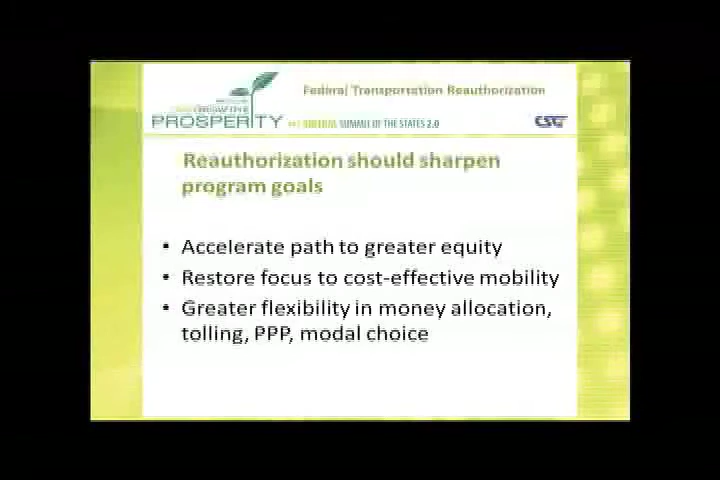 Federal Transportation Reauthorization
PROSPERITY
SUMMIT OF THE STATES 2.0
CSG
Reauthorization should sharpen
program goals
• Accelerate path to greater equity
• Restore focus to cost-effective mobility
• Greater flexibility in money allocation,
tolling, PPP, modal choice